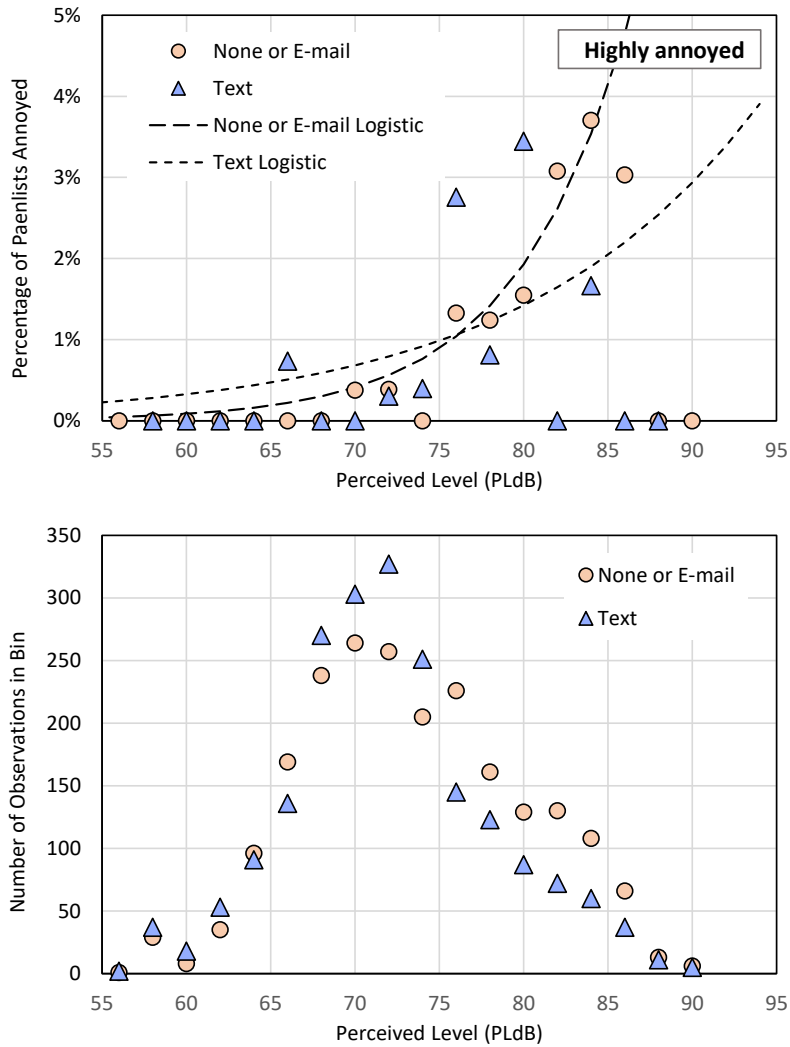 5%
4%
3%
2%
1%
0%
Percentage of Paenlists Annoyed
None or E-mail
Text
None or E-mail Logistic
Text Logistic
Highly annoyed
55 60 65 70 75 80 85 90 95
Perceived Level (PLdB)
350
300
250
200
150
100
50
0
Number of Observations in Bin
None or E-mail
Text
55 60 65 70 75 80 85 90 95
Perceived Level (PLdB)